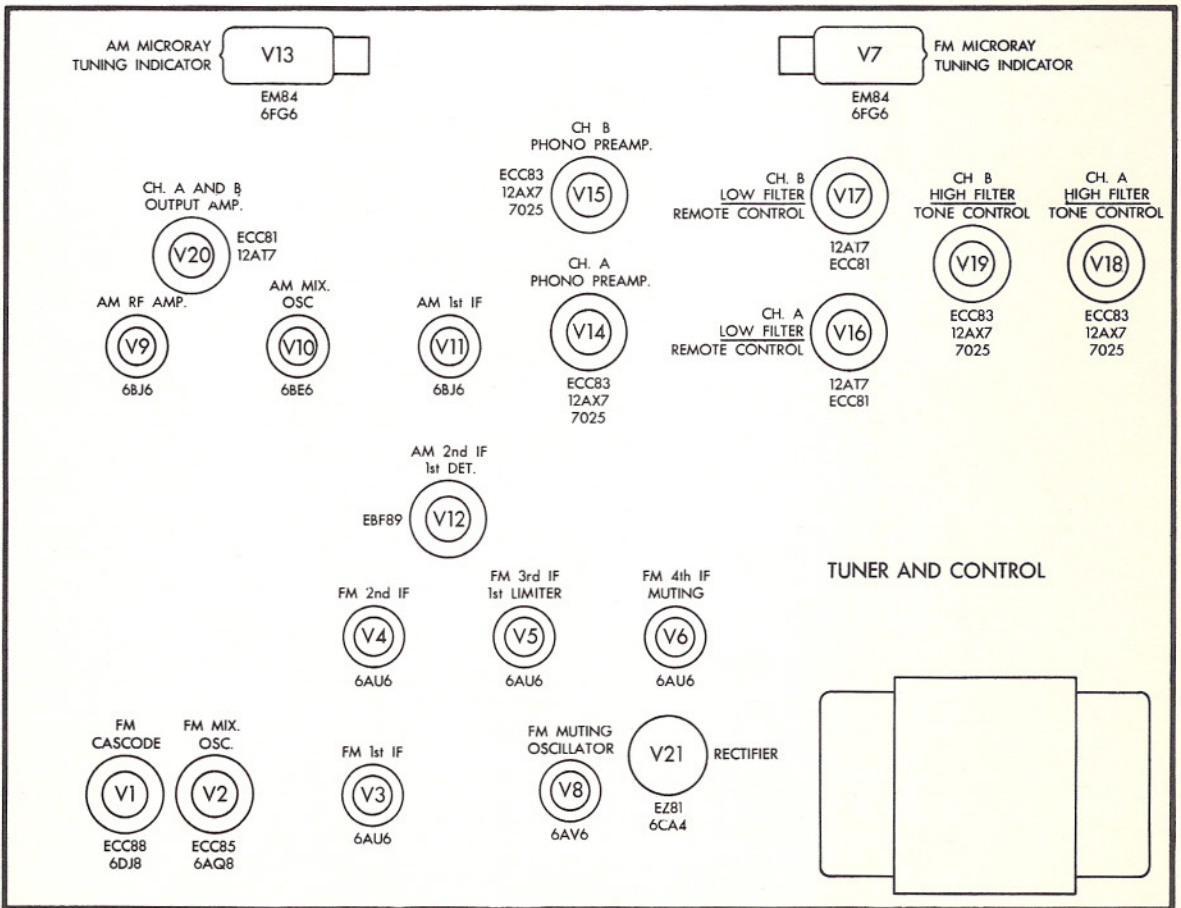 AM MICRORAY
TUNING INDICATOR
V13
EM84
6FG6
V7
FM MICRORAY
TUNING INDICATOR
EM84
6FG6
CH B
PHONO PREAMP.
ECC83
12AX7
7025
V15
CH. B
LOW FILTER
REMOTE CONTROL
V17
12AT7
ECC81
CH B
HIGH FILTER
TONE CONTROL
V19
ECC83
12AX7
7025
CH. A
HIGH FILTER
TONE CONTROL
V18
ECC83
12AX7
7025
CH. A AND B
OUTPUT AMP.
V20
ECC81
12AT7
AM RF AMP.
V9
6BJ6
AM MIX.
OSC
V10
6BE6
AM 1st IF
V11
6BJ6
CH. A
PHONO PREAMP.
V14
ECC83
12AX7
7025
CH. A
LOW FILTER
REMOTE CONTROL
V16
12AT7
ECC81
AM 2nd IF
1st DET.
EBF89
V12
FM 2nd IF
V4
6AU6
FM 3rd IF
1st LIMITER
V5
6AU6
FM 4th IF
MUTING
V6
6AU6
TUNER AND CONTROL
FM
CASCODE
V1
ECC88
6DJ8
FM MIX.
OSC.
V2
ECC85
6AQ8
FM 1st IF
V3
6AU6
FM MUTING
OSCILLATOR
V8
6AV6
V21
RECTIFIER
EZ81
6CA4